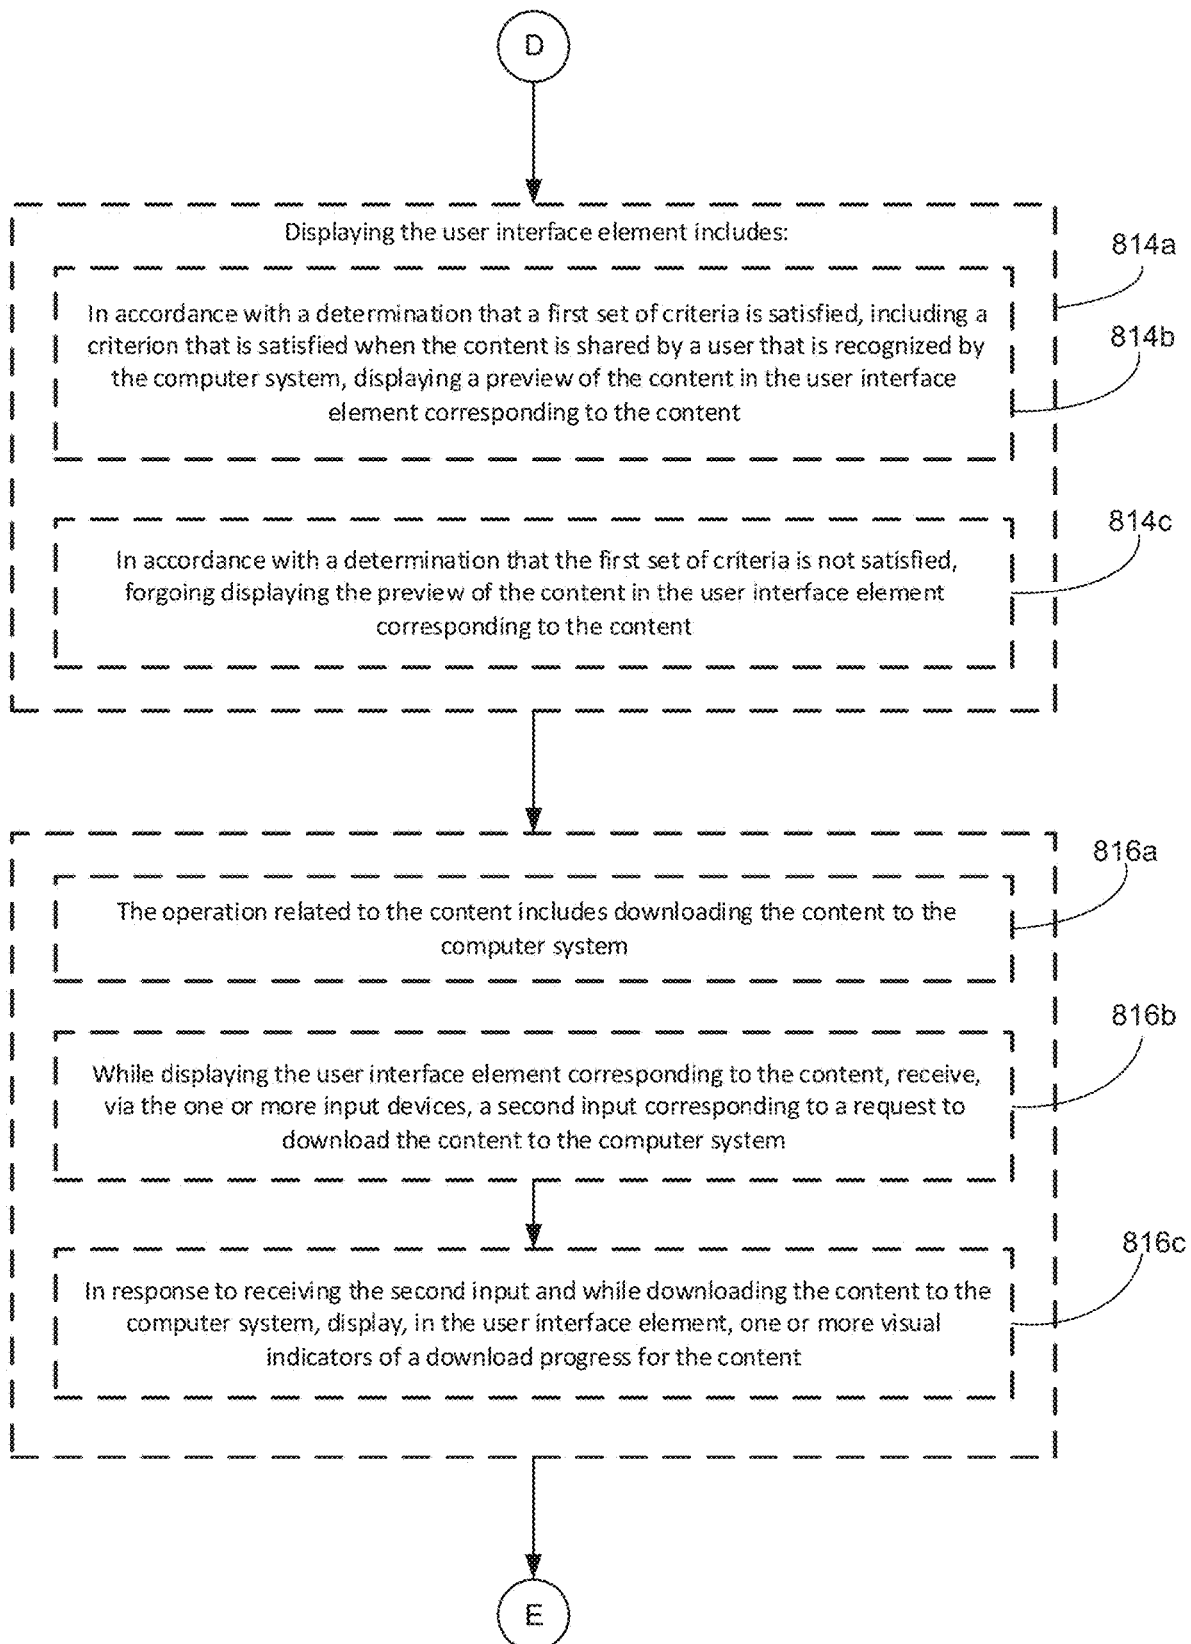 D
Displaying the user interface element includes:
814a
In accordance with a determination that a first set of criteria is satisfied, including a
criterion that is satisfied when the content is shared by a user that is recognized by
the computer system, displaying a preview of the content in the user interface
element corresponding to the content
814b
In accordance with a determination that the first set of criteria is not satisfied,
forgoing displaying the preview of the content in the user interface element
corresponding to the content
814c
The operation related to the content includes downloading the content to the
computer system
816a
While displaying the user interface element corresponding to the content, receive,
via the one or more input devices, a second input corresponding to a request to
download the content to the computer system
816b
In response to receiving the second input and while downloading the content to the
computer system, display, in the user interface element, one or more visual
indicators of a download progress for the content
816c
E